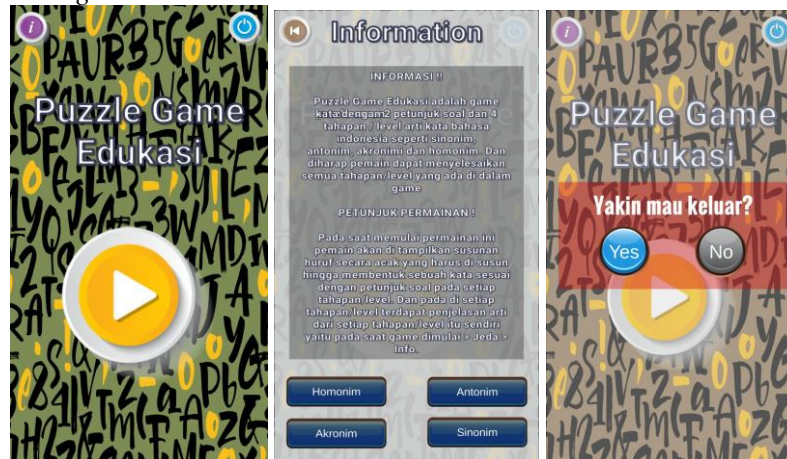 Puzzle Game
Edukasi
Information
INFORMASI !!
Puzzle Game Edukasi adalah game
kata dengam2 petunjuk soal dan 4
tahapan / level arti kata bahasa
indonesia seperti sinonim,
antonim, akronimi dan homonim. Dan
diharap pemain dapat menyelesaikan
semua tahapan/level yang ada di dalam
game
PETUNJUK PERMAINAN !
Pada saat memulai permainan ini
pemain akan di tampilkan susunan
huruf secara acak yang harus di susun
hingga membentuk sebuah kata sesuai
dengan petunjuk soal pada setiap
tahapan/level. Dan pada di setiap
tahapan/level terdapat penjelasan arti
dari setiap tahapan/level itu sendiri
yaitu pada saat game dimulai > Jeda >
Info.
Homonim
Antonim
Akronim
Sinonim
Puzzle Game
Edukasi
Yakin mau keluar?
Yes
No